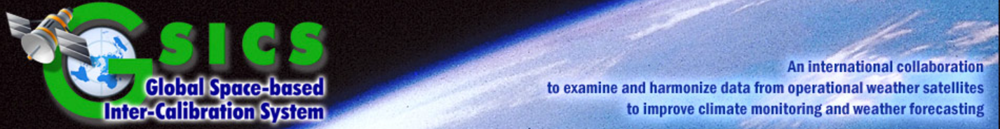 GSICS
Global Space-based
Inter-Calibration System
An international collaboration
to examine and harmonize data from operational weather satellites
to improve climate monitoring and weather forecasting